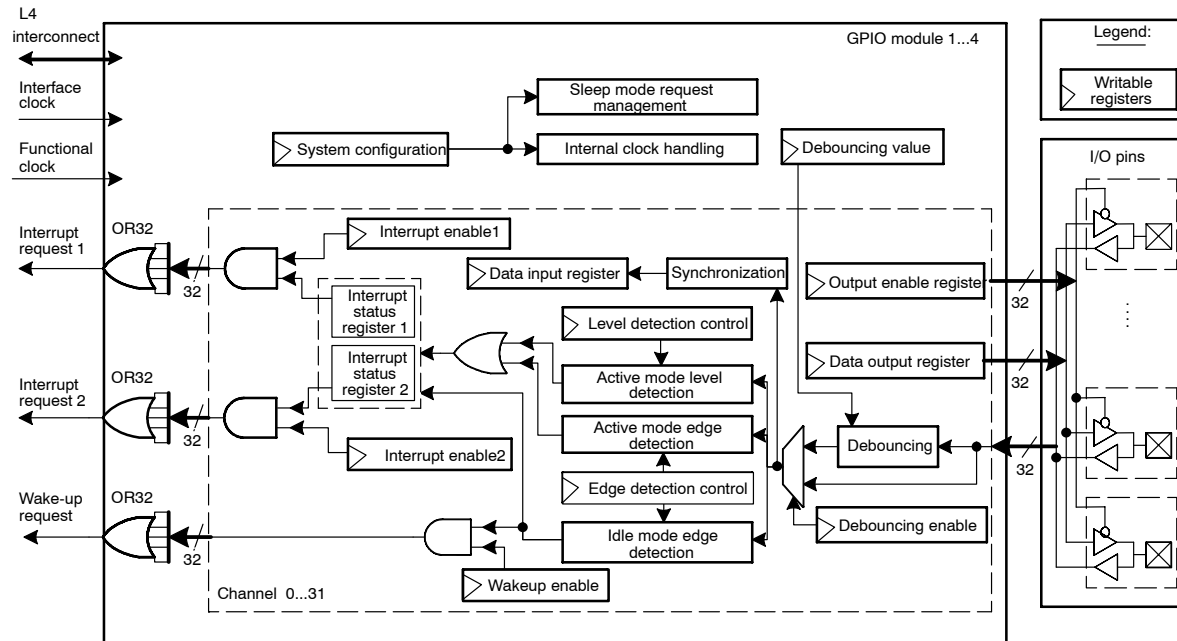 L4
interconnect
Interface
clock
Functional
clock
GPIO module 1...4
Legend:
Writable
registers
Sleep mode request
management
System configuration
Internal clock handling
Debouncing value
I/O pins
Interrupt
request 1
OR32
32
Interrupt enable1
Data input register
Synchronization
Output enable register
32
Interrupt
status
register 1
Level detection control
Interrupt
status
register 2
Data output register
32
Interrupt
request 2
OR32
32
Active mode level
detection
Active mode edge
detection
Debouncing
32
Interrupt enable2
Edge detection control
Wake-up
request
OR32
32
Idle mode edge
detection
Debouncing enable
Wakeup enable
Channel 0...31